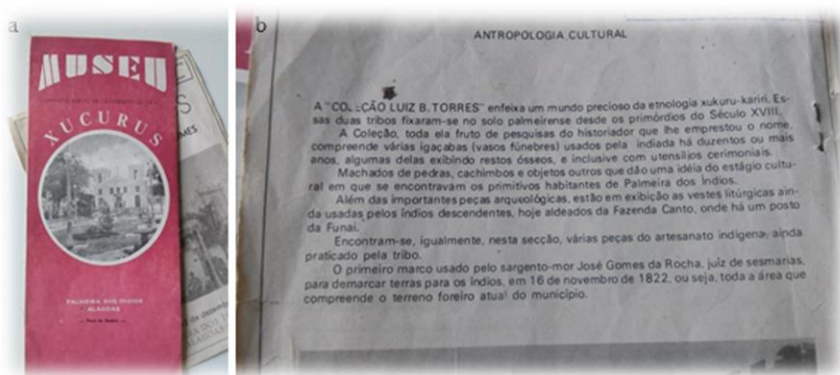 a
MUSEU
XUCURUS
PALMEIRA DOS ÍNDIOS
ALAGOAS
b
ANTROPOLOGIA CULTURAL
A "COLEÇÃO LUIZ B. TORRES" enfeixa um mundo precioso da etnologia xukuru-kariri. Es-
sas duas tribos fixaram-se no solo palmeirense desde os primórdios do Século XVIII.
A Coleção, toda ela fruto de pesquisas do historiador que lhe emprestou o nome,
compreende várias igaçabas (vasos fúnebres) usados pela indiada há duzentos ou mais
anos, algumas delas exibindo restos ósseos, e inclusive com utensílios cerimoniais.
Machados de pedras, cachimbos e objetos outros que dão uma idéia do estágio cultu-
ral em que se encontravam os primitivos habitantes de Palmeira dos Índios.
Além das importantes peças arqueológicas, estão em exibição as vestes litúrgicas ain-
da usadas pelos índios descendentes, hoje aldeados da Fazenda Canto, onde há um posto
da Funai.
Encontram-se, igualmente, nesta secção, várias peças do artesanato indígena, ainda
praticado pela tribo.
O primeiro marco usado pelo sargento-mor José Gomes da Rocha, juiz de sesmarias,
para demarcar terras para os índios, em 16 de novembro de 1822, ou seja, toda a área que
compreende o terreno foreiro atual do município.